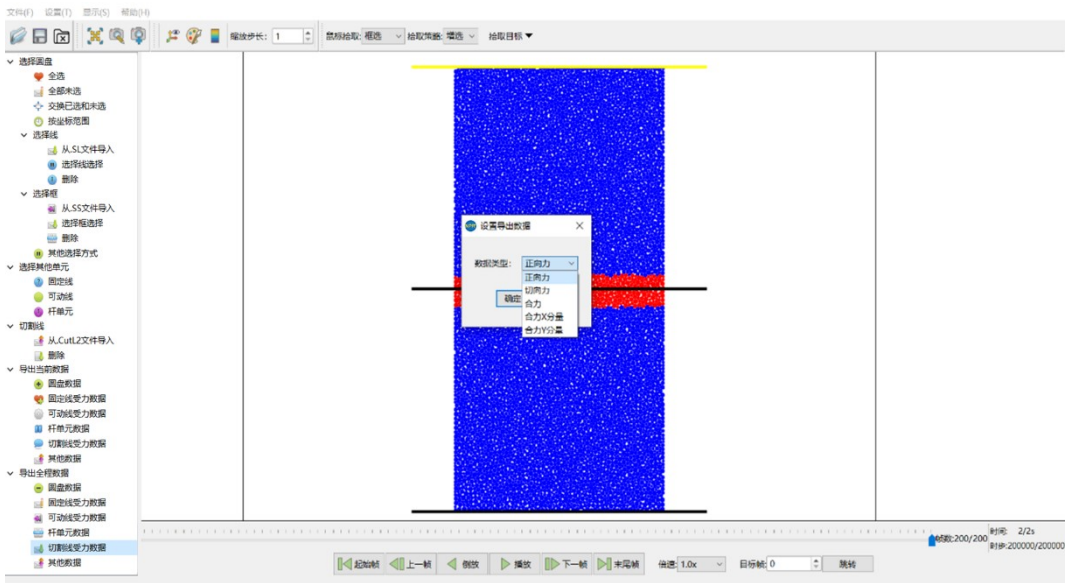 文件(F) 设置(T) 显示(S) 帮助(H)
缩放步长: 1 鼠标拾取: 框选 拾取策略: 增选 拾取目标
选择圆盘
全选
全部未选
交换已选和未选
按坐标范围
选择线
从.SL文件导入
选择线选择
删除
选择框
从.SS文件导入
选择框选择
删除
其他选择方式
选择其他单元
固定线
可动线
杆单元
切割线
从.CutL2文件导入
删除
导出当前数据
圆盘数据
固定线受力数据
可动线受力数据
杆单元数据
切割线受力数据
其他数据
导出全程数据
圆盘数据
固定线受力数据
可动线受力数据
杆单元数据
切割线受力数据
其他数据
设置导出数据
数据类型: 正向力
正向力
切向力
合力
合力X分量
合力Y分量
确定
帧数:200/200
时间: 2/2s
时步:200000/200000
起始帧 上一帧 倒放 播放 下一帧 末尾帧 倍速: 1.0x 目标帧: 0 跳转